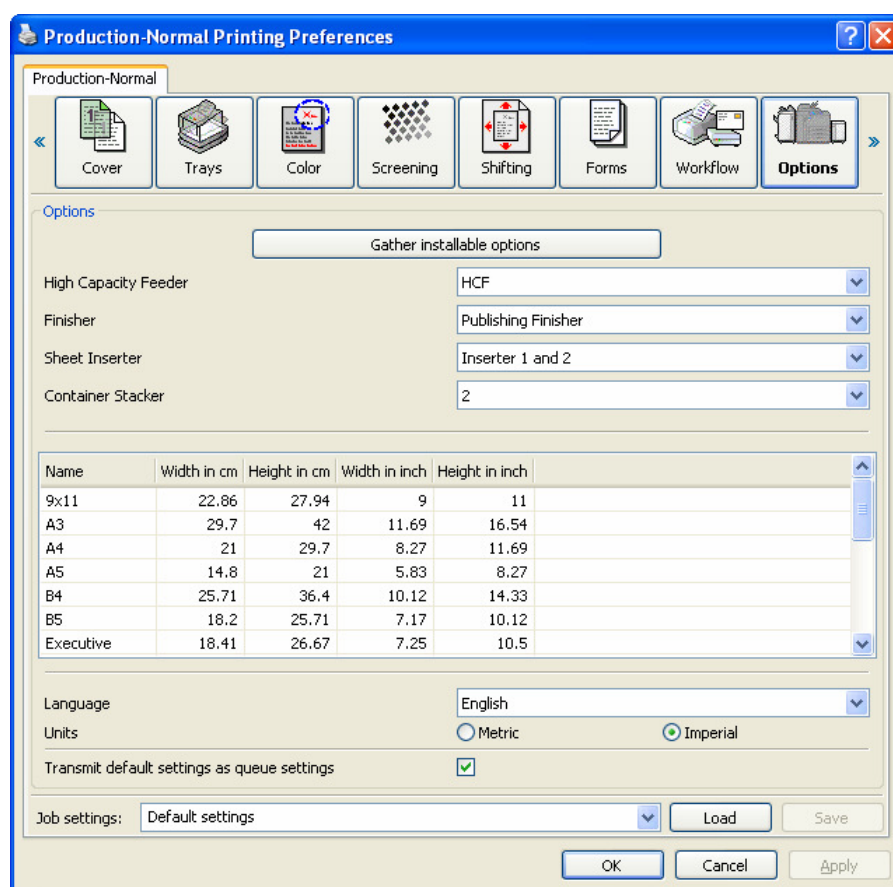 Production-Normal Printing Preferences
Production-Normal
Cover Trays Color Screening Shifting Forms Workflow Options
Options
Gather installable options
High Capacity Feeder HCF
Finisher Publishing Finisher
Sheet Inserter Inserter 1 and 2
Container Stacker 2
Name Width in cm Height in cm Width in inch Height in inch
9x11 22.86 27.94 9 11
A3 29.7 42 11.69 16.54
A4 21 29.7 8.27 11.69
A5 14.8 21 5.83 8.27
B4 25.71 36.4 10.12 14.33
B5 18.2 25.71 7.17 10.12
Executive 18.41 26.67 7.25 10.5
Language English
Units Metric Imperial
Transmit default settings as queue settings
Job settings: Default settings Load Save
OK Cancel Apply